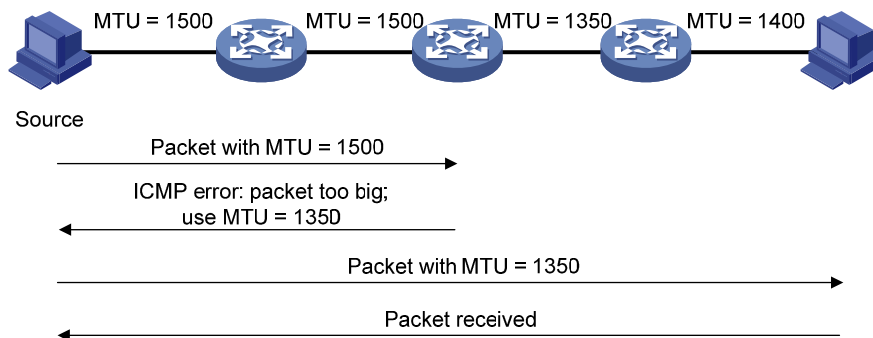 MTU = 1500 MTU = 1500 MTU = 1350 MTU = 1400
Source
Packet with MTU = 1500
ICMP error: packet too big;
use MTU = 1350
Packet with MTU = 1350
Packet received